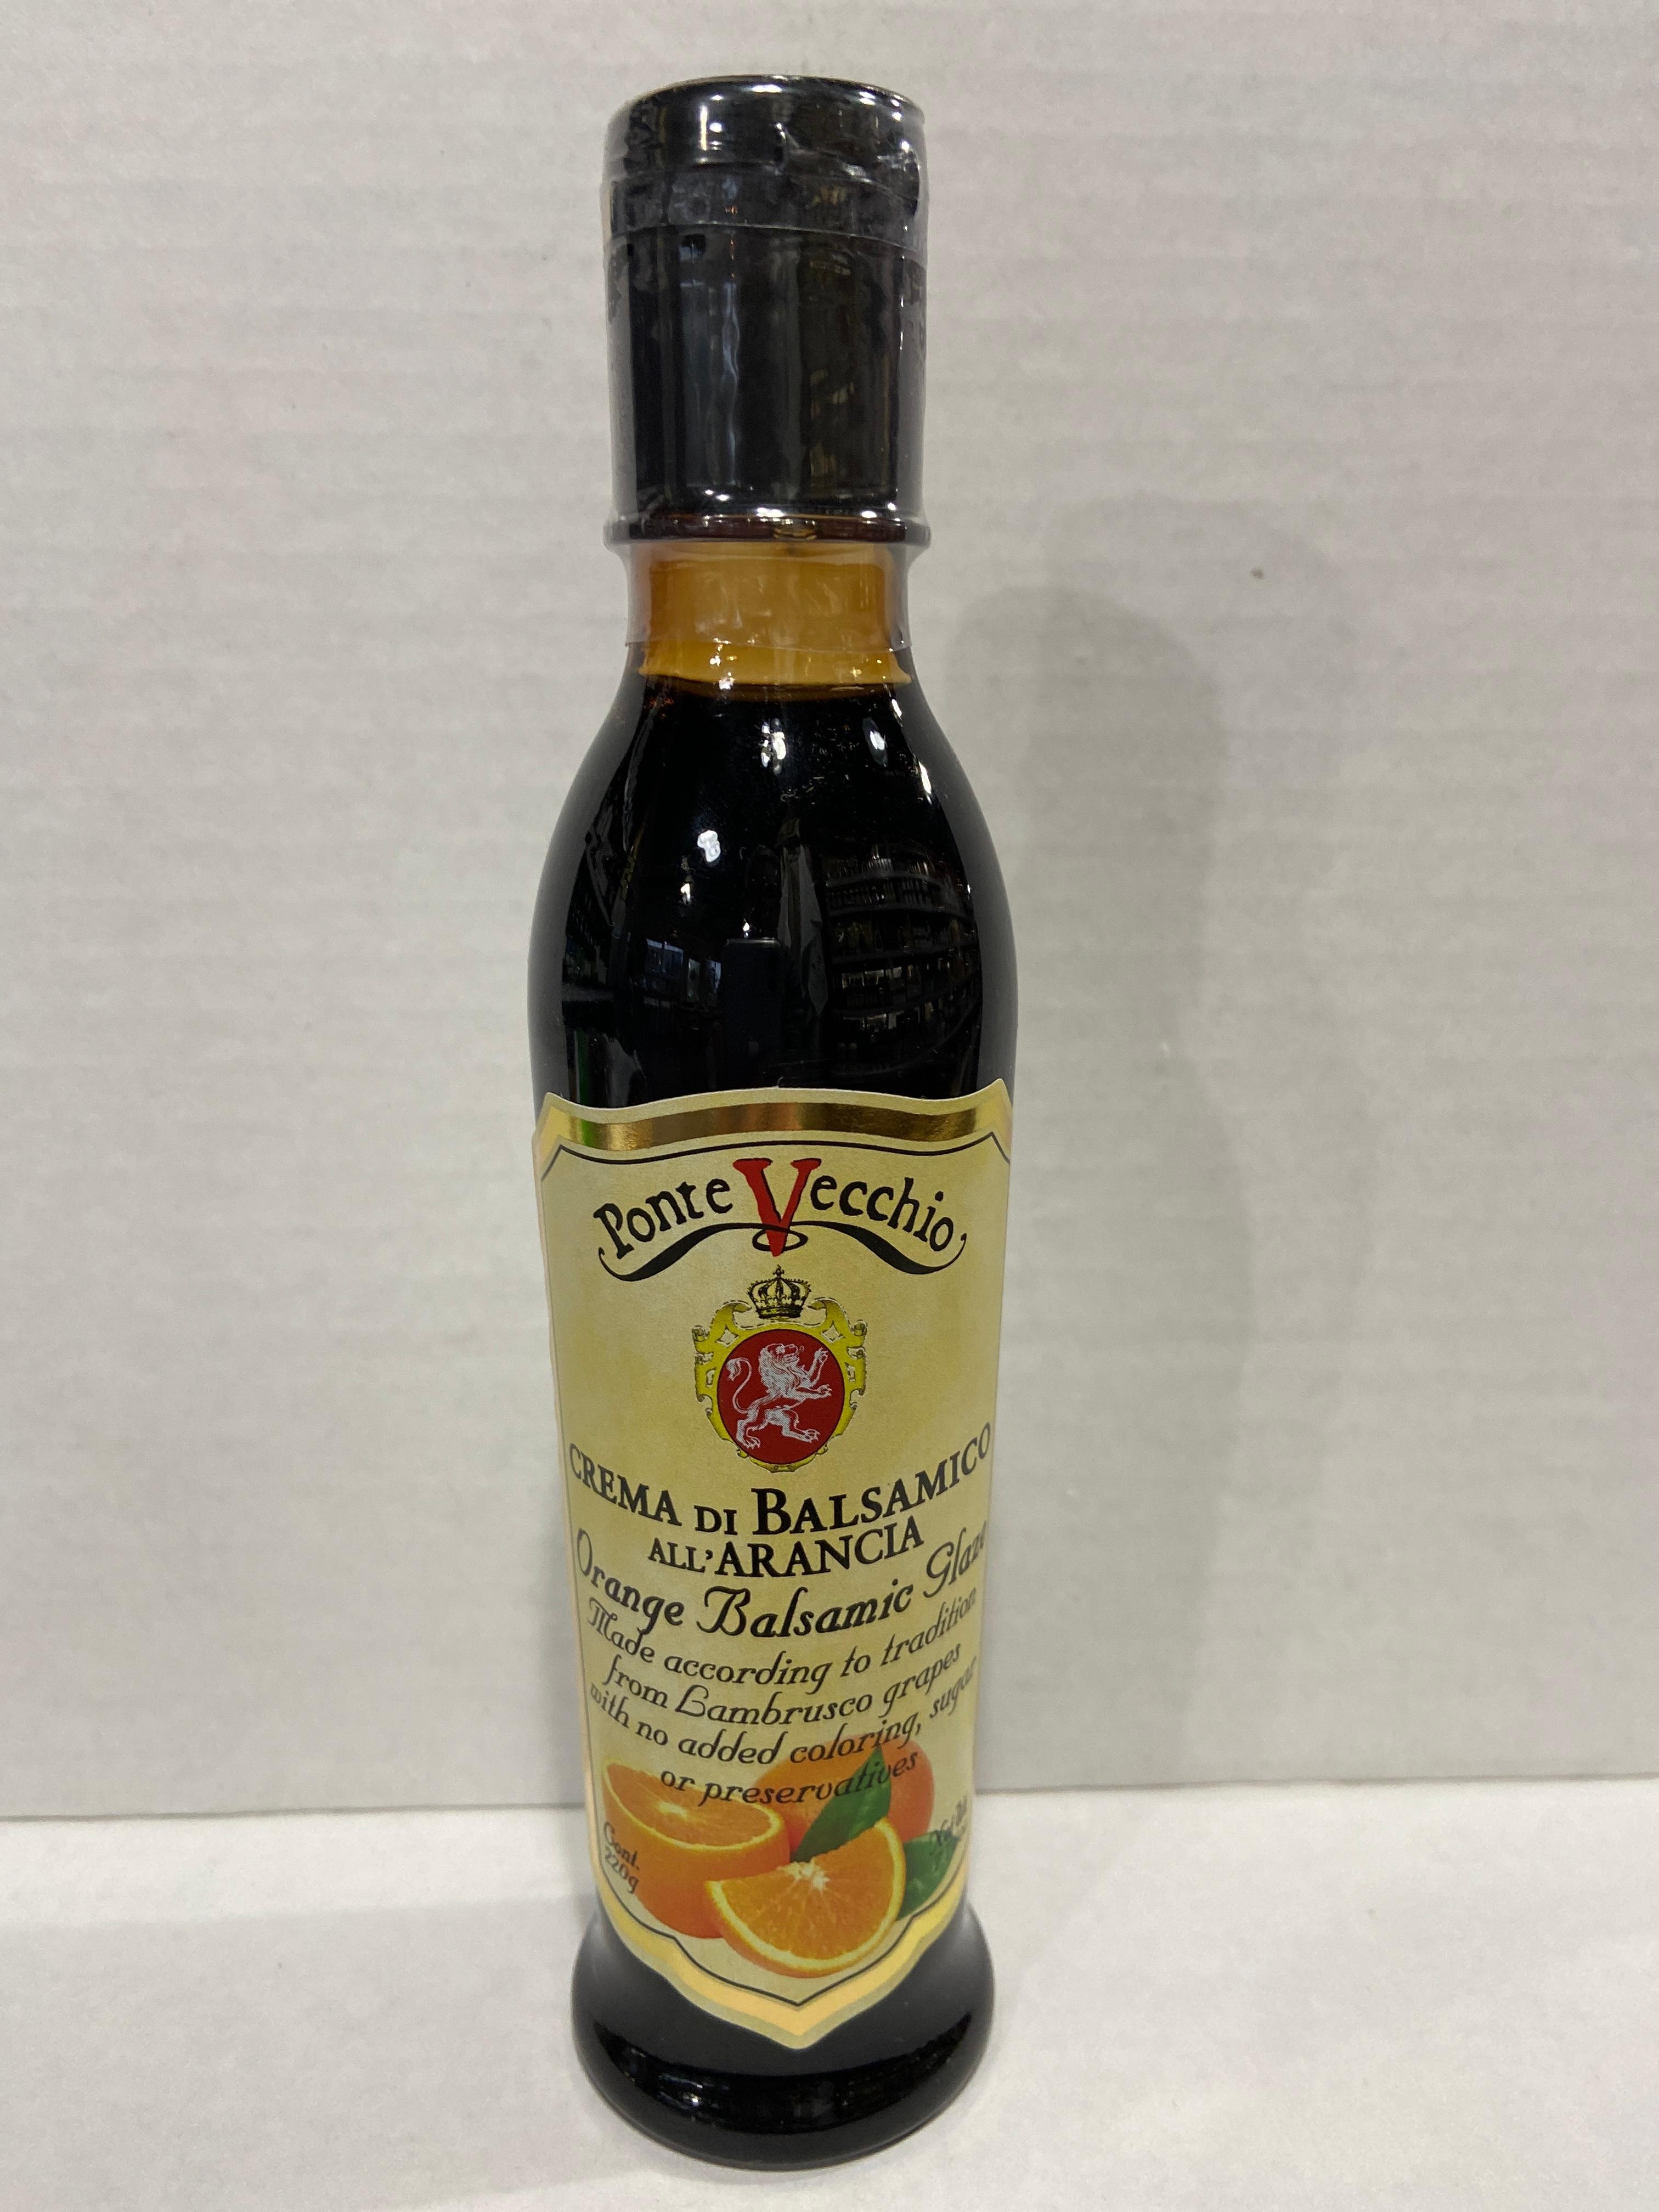 Ponte Vecchio
CREMA DI BALSAMICO
ALL'ARANCIA
Orange Balsamic Glaze
Made according to tradition
from Lambrusco grapes
with no added coloring, sugar
or preservatives
Cont.
220g